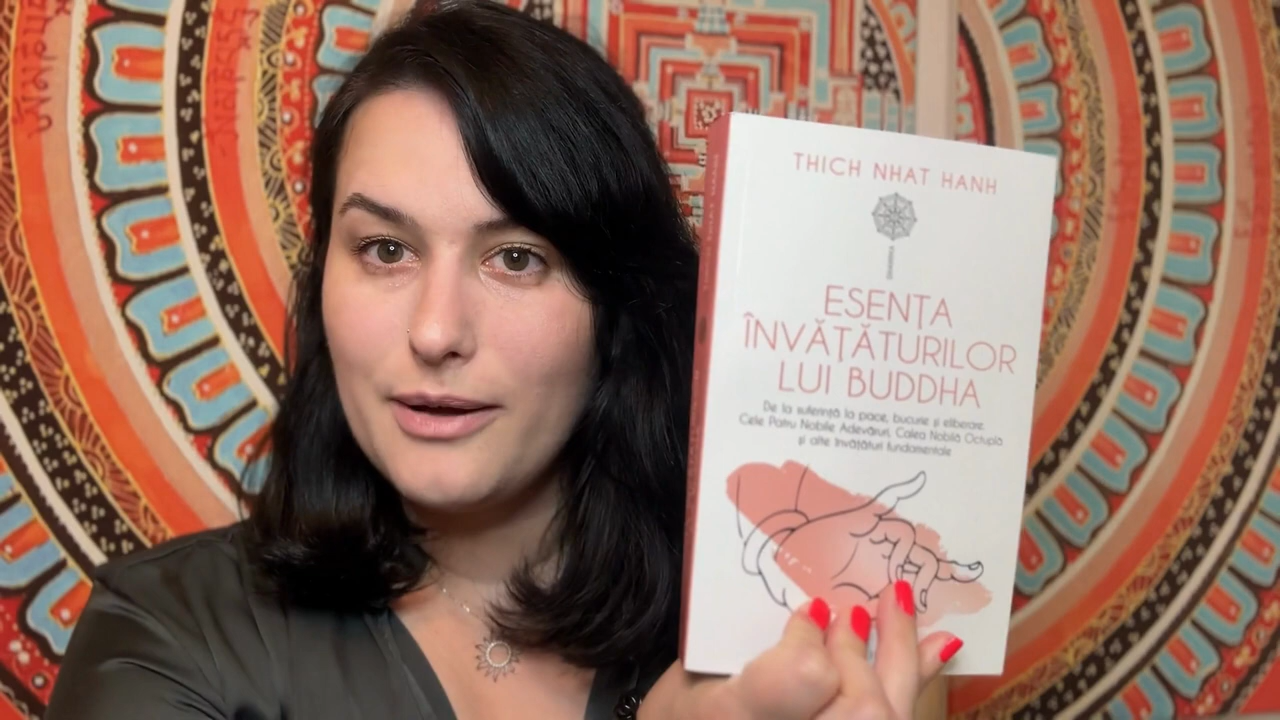 THICH NHAT HANH
ESENȚA
ÎNVĂȚĂTURILOR
LUI BUDDHA
De la suferință la pace, bucurie și eliberare.
Cele Patru Nobile Adevăruri, Calea Nobilă Octuplă
și alte învățături fundamentale